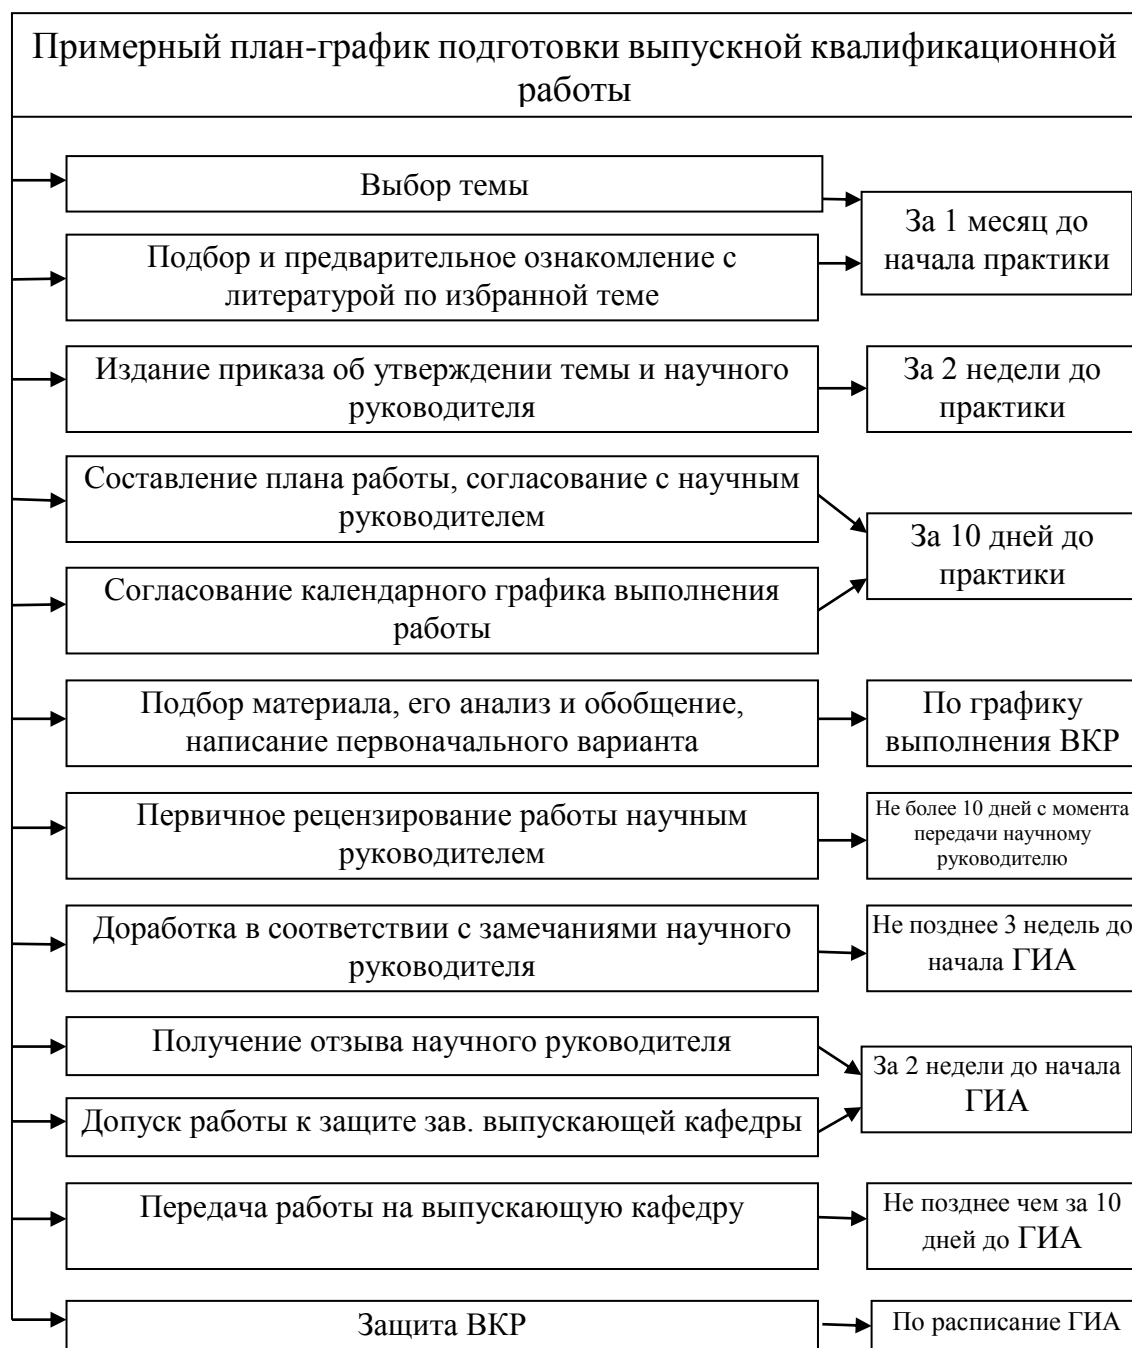 Примерный план-график подготовки выпускной квалификационной
работы
Выбор темы
За 1 месяц до
начала практики
Подбор и предварительное ознакомление с
литературой по избранной теме
Издание приказа об утверждении темы и научного
руководителя
За 2 недели до
практики
Составление плана работы, согласование с научным
руководителем
За 10 дней до
практики
Согласование календарного графика выполнения
работы
Подбор материала, его анализ и обобщение,
написание первоначального варианта
По графику
выполнения ВКР
Первичное рецензирование работы научным
руководителем
Не более 10 дней с момента
передачи научному
руководителю
Доработка в соответствии с замечаниями научного
руководителя
Не позднее 3 недель до
начала ГИА
Получение отзыва научного руководителя
За 2 недели до начала
ГИА
Допуск работы к защите зав. выпускающей кафедры
Передача работы на выпускающую кафедру
Не позднее чем за 10
дней до ГИА
Защита ВКР
По расписание ГИА